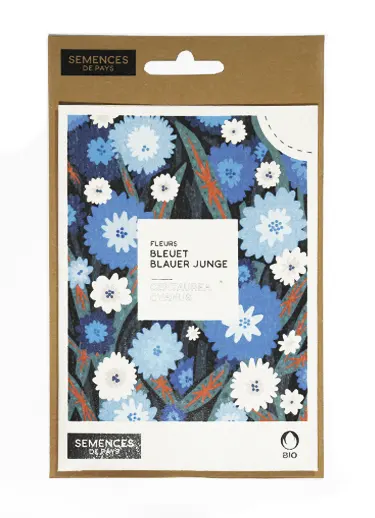 SEMENCES
DE PAYS
FLEURS
BLEUET
BLAUER JUNGE
CENTAUREA
CYANUS
SEMENCES
DE PAYS
BIO